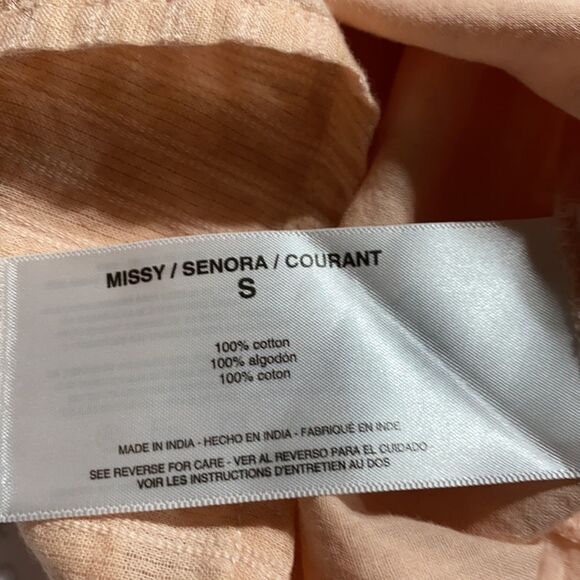 MISSY / SENORA / COURANT
S
100% cotton
100% algodón
100% coton
MADE IN INDIA - HECHO EN INDIA - FABRIQUÉ EN INDE
SEE REVERSE FOR CARE - VER AL REVERSO PARA EL CUIDADO -
VOIR LES INSTRUCTIONS D'ENTRETIEN AU DOS